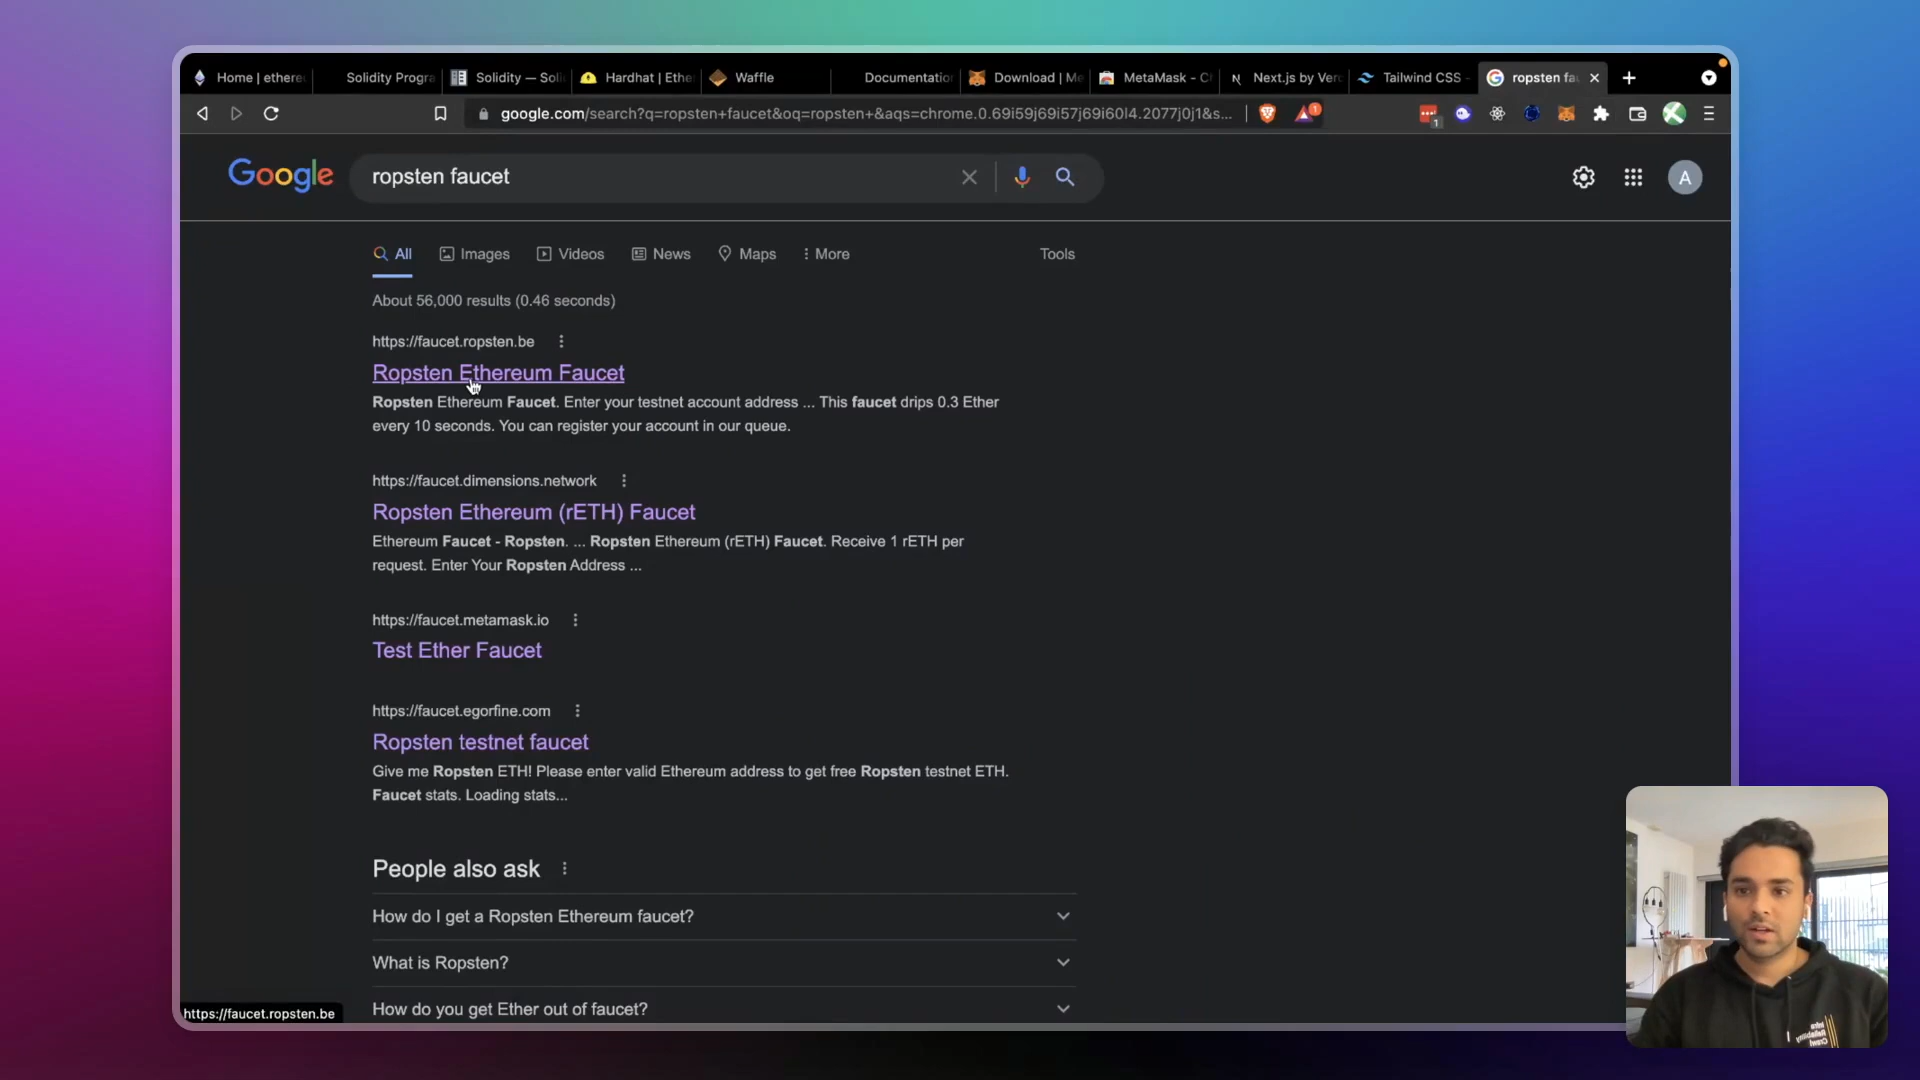 Home | ethere
Solidity Progra
Solidity — Soli
Hardhat | Ethe
Waffle
Documentatio
Download | Me
MetaMask - C
Next.js by Verc
Tailwind CSS -
ropsten fau
google.com/search?q=ropsten+faucet&oq=ropsten+&aqs=chrome.0.69i59j69i57j69i60l4.2077j0j1&s...
1
1
Google
ropsten faucet
A
All
Images
Videos
News
Maps
More
Tools
About 56,000 results (0.46 seconds)
https://faucet.ropsten.be
Ropsten Ethereum Faucet
Ropsten Ethereum Faucet. Enter your testnet account address ... This faucet drips 0.3 Ether
every 10 seconds. You can register your account in our queue.
https://faucet.dimensions.network
Ropsten Ethereum (rETH) Faucet
Ethereum Faucet - Ropsten. ... Ropsten Ethereum (rETH) Faucet. Receive 1 rETH per
request. Enter Your Ropsten Address ...
https://faucet.metamask.io
Test Ether Faucet
https://faucet.egorfine.com
Ropsten testnet faucet
Give me Ropsten ETH! Please enter valid Ethereum address to get free Ropsten testnet ETH.
Faucet stats. Loading stats...
People also ask
How do I get a Ropsten Ethereum faucet?
What is Ropsten?
How do you get Ether out of faucet?
https://faucet.ropsten.be